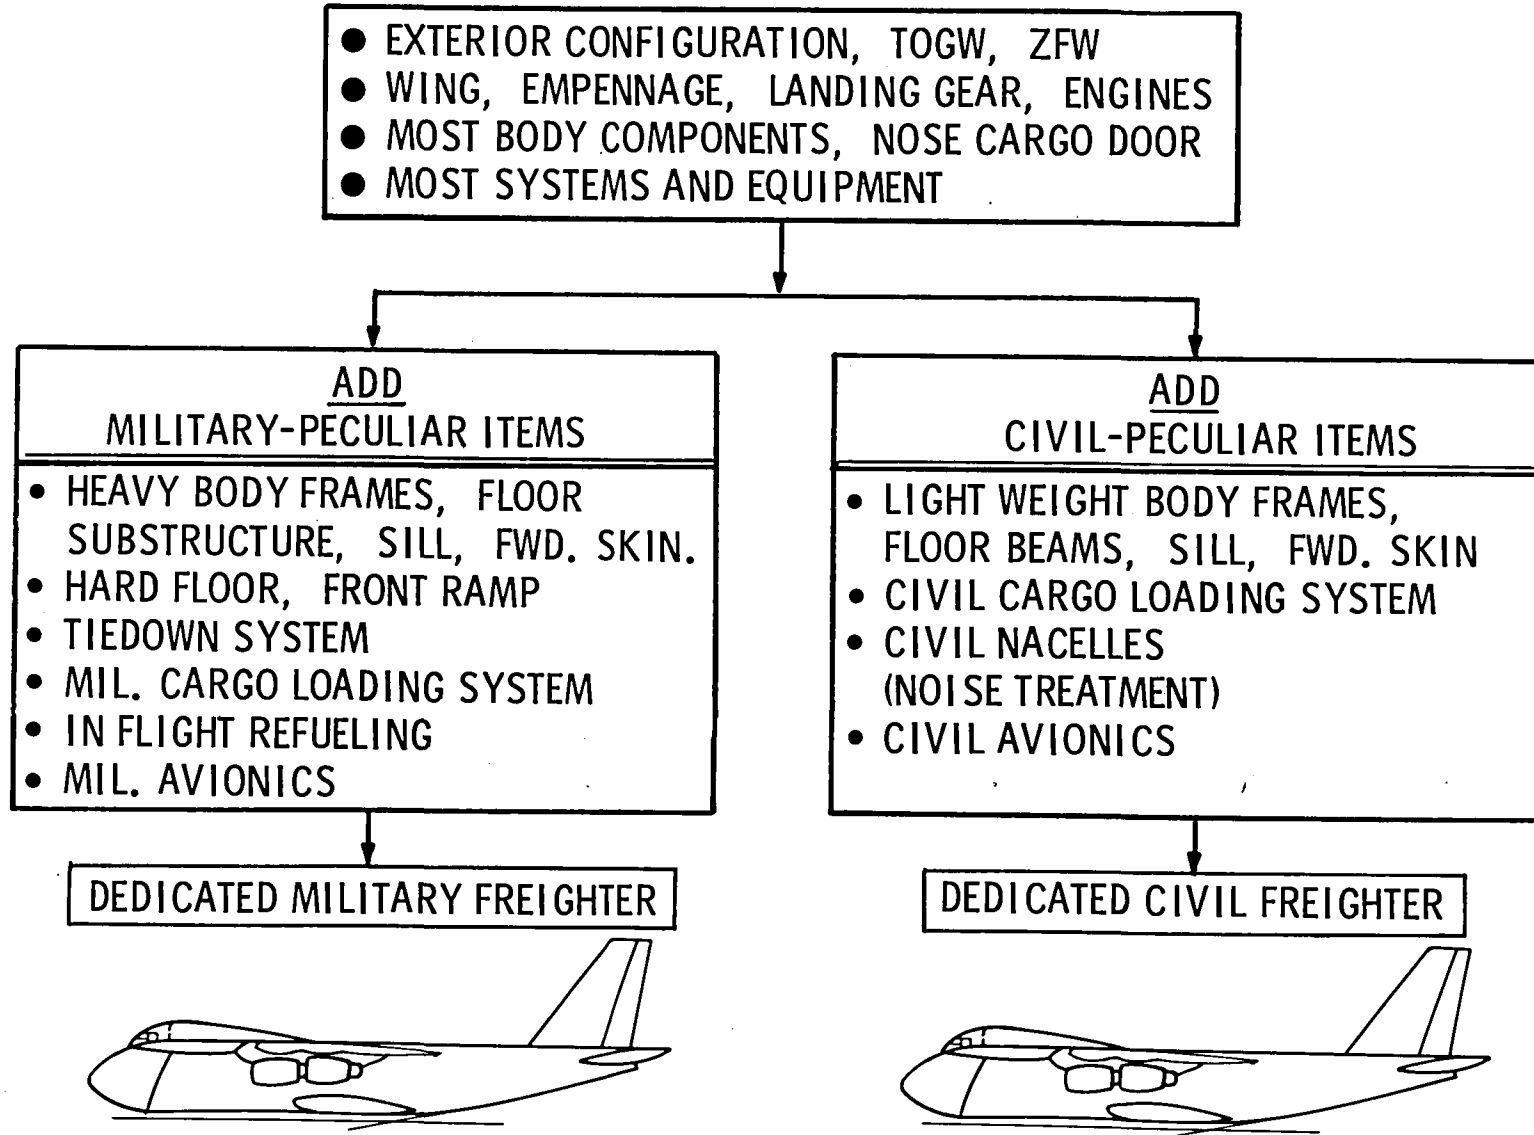 ● EXTERIOR CONFIGURATION, TOGW, ZFW
● WING, EMPENNAGE, LANDING GEAR, ENGINES
● MOST BODY COMPONENTS, NOSE CARGO DOOR
● MOST SYSTEMS AND EQUIPMENT
ADD
MILITARY-PECULIAR ITEMS
• HEAVY BODY FRAMES, FLOOR
SUBSTRUCTURE, SILL, FWD. SKIN.
• HARD FLOOR, FRONT RAMP
• TIEDOWN SYSTEM
• MIL. CARGO LOADING SYSTEM
• IN FLIGHT REFUELING
• MIL. AVIONICS
DEDICATED MILITARY FREIGHTER
ADD
CIVIL-PECULIAR ITEMS
• LIGHT WEIGHT BODY FRAMES,
FLOOR BEAMS, SILL, FWD. SKIN
• CIVIL CARGO LOADING SYSTEM
• CIVIL NACELLES
(NOISE TREATMENT)
• CIVIL AVIONICS
DEDICATED CIVIL FREIGHTER